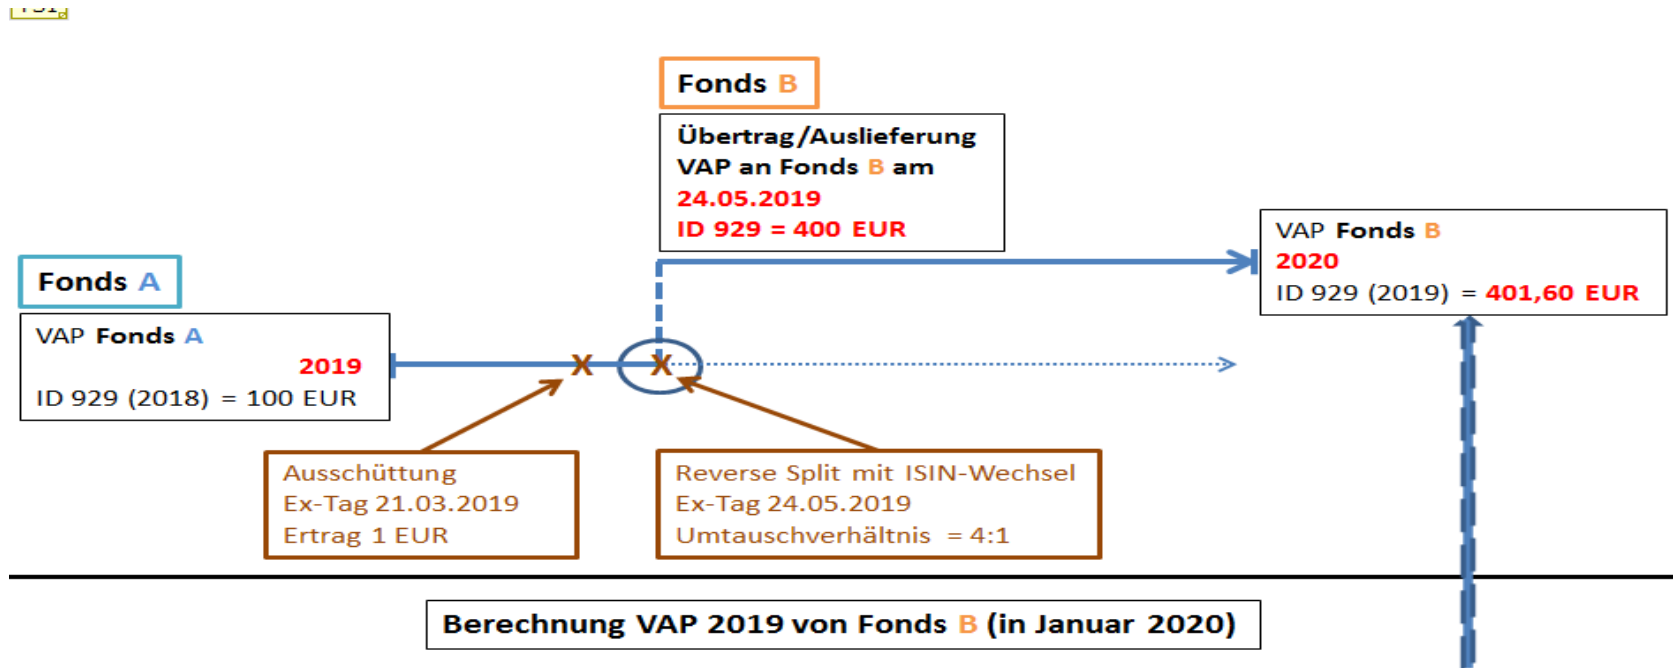 Fonds B
Übertrag/Auslieferung
VAP an Fonds B am
24.05.2019
ID 929 = 400 EUR
VAP Fonds B
2020
ID 929 (2019) = 401,60 EUR
Fonds A
VAP Fonds A
2019
ID 929 (2018) = 100 EUR
X
X
Ausschüttung
Ex-Tag 21.03.2019
Ertrag 1 EUR
Reverse Split mit ISIN-Wechsel
Ex-Tag 24.05.2019
Umtauschverhältnis = 4:1
Berechnung VAP 2019 von Fonds B (in Januar 2020)